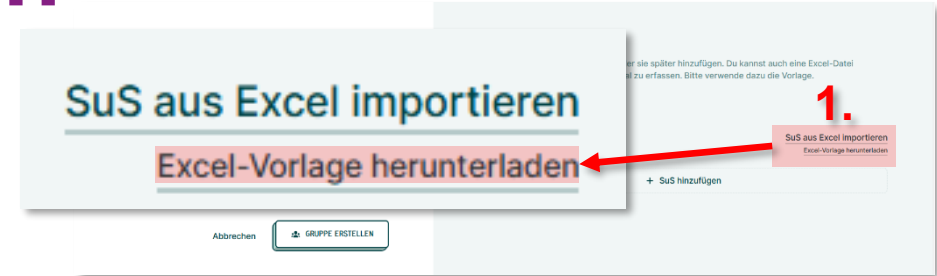 SuS aus Excel importieren
Excel-Vorlage herunterladen
er sie später hinzufügen. Du kannst auch eine Excel-Datei
zu erfassen. Bitte verwende dazu die Vorlage.
1.
SuS aus Excel importieren
Excel-Vorlage herunterladen
+ SuS hinzufügen
Abbrechen
GRUPPE ERSTELLEN